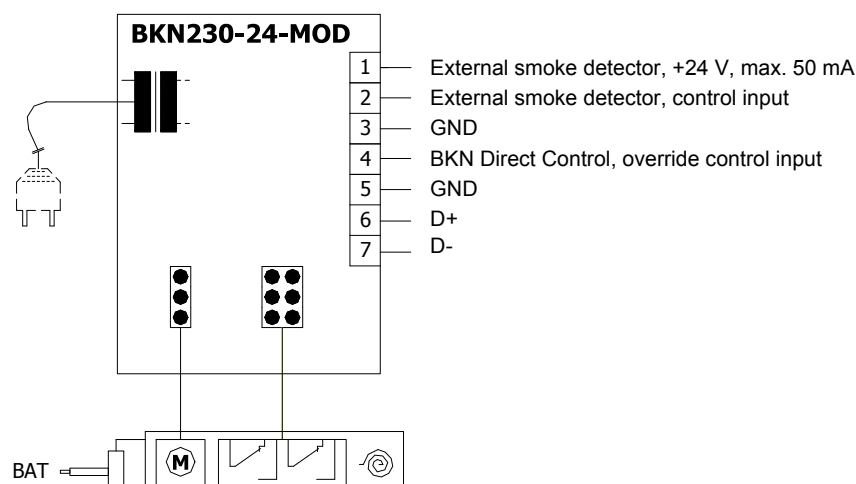 BKN230-24-MOD
1 External smoke detector, +24 V, max. 50 mA
2 External smoke detector, control input
3 GND
4 BKN Direct Control, override control input
5 GND
6 D+
7 D-
BAT
M